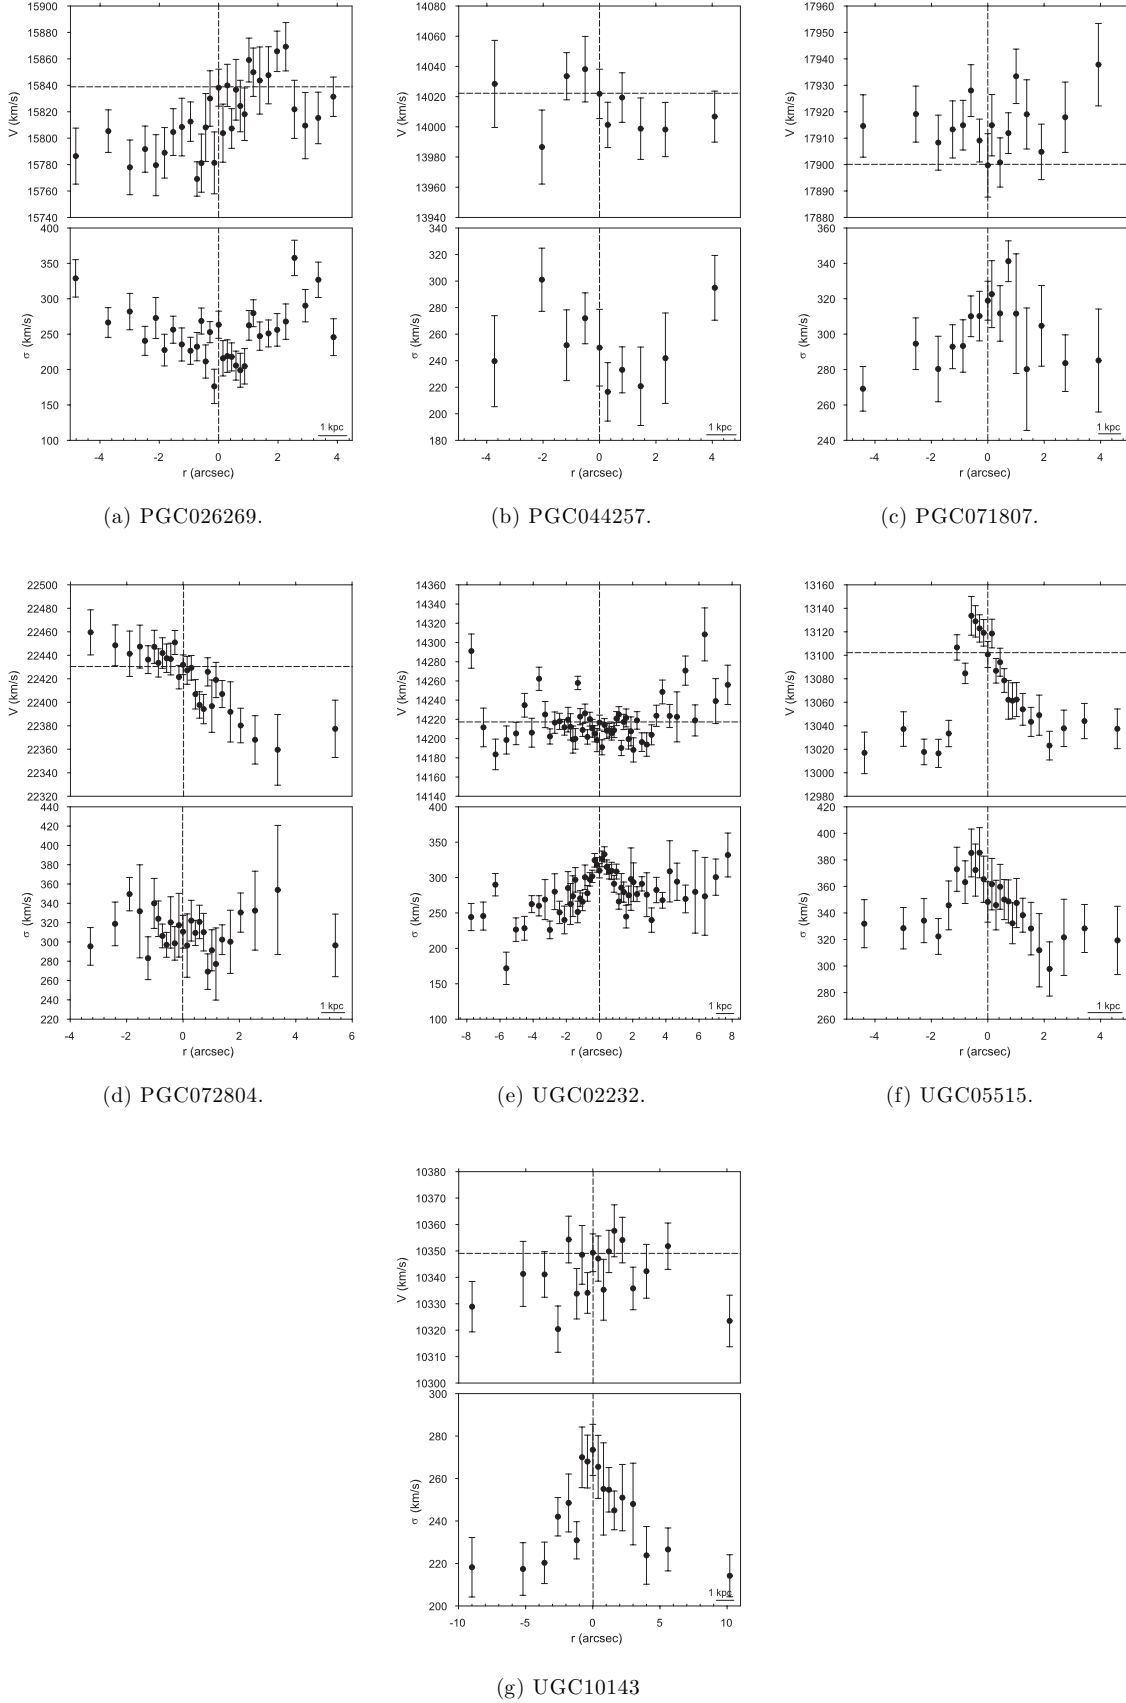 15900
15880
15860
15840
15820
15800
15780
15760
15740
V (km/s)
400
350
300
250
200
150
100
σ (km/s)
1 kpc
-4 -2 0 2 4
r (arcsec)
(a) PGC026269.
14080
14060
14040
14020
14000
13980
13960
13940
V (km/s)
340
320
300
280
260
240
220
200
180
σ (km/s)
1 kpc
-4 -2 0 2 4
r (arcsec)
(b) PGC044257.
17960
17950
17940
17930
17920
17910
17900
17890
17880
V (km/s)
360
340
320
300
280
260
240
σ (km/s)
1 kpc
-4 -2 0 2 4
r (arcsec)
(c) PGC071807.
22500
22480
22460
22440
22420
22400
22380
22360
22340
22320
V (km/s)
440
420
400
380
360
340
320
300
280
260
240
220
σ (km/s)
1 kpc
-4 -2 0 2 4 6
r (arcsec)
(d) PGC072804.
14360
14340
14320
14300
14280
14260
14240
14220
14200
14180
14160
14140
V (km/s)
400
350
300
250
200
150
100
σ (km/s)
1 kpc
-8 -6 -4 -2 0 2 4 6 8
r (arcsec)
(e) UGC02232.
13160
13140
13120
13100
13080
13060
13040
13020
13000
12980
V (km/s)
420
400
380
360
340
320
300
280
260
σ (km/s)
1 kpc
-4 -2 0 2 4
r (arcsec)
(f) UGC05515.
10380
10370
10360
10350
10340
10330
10320
10310
10300
V (km/s)
300
280
260
240
220
200
σ (km/s)
1 kpc
-10 -5 0 5 10
r (arcsec)
(g) UGC10143